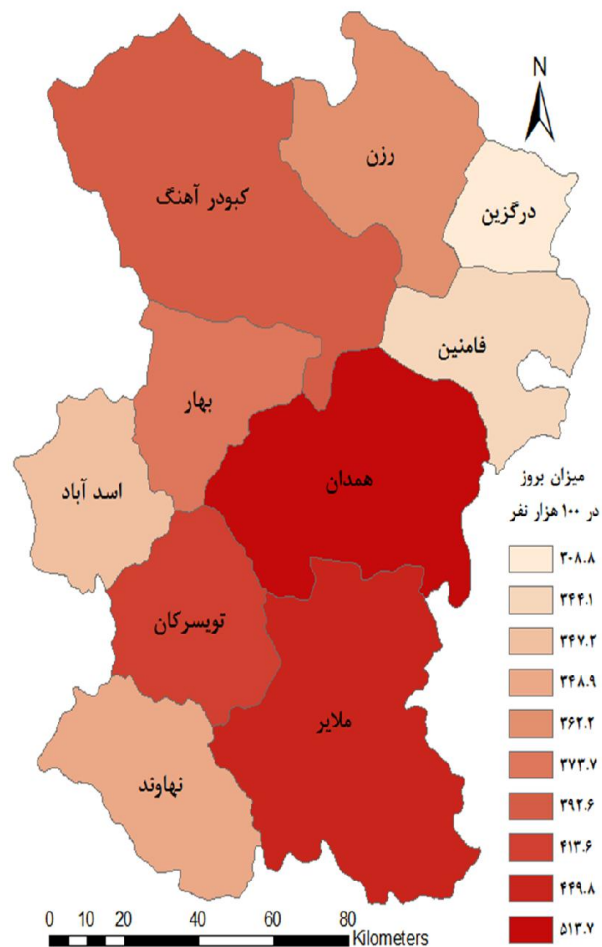 N
رزن
درگزین
کبودر آهنگ
فامنین
بهار
اسد آباد
همدان
تویسرکان
ملایر
نهاوند
میزان بروز
در ۱۰۰ هزار نفر
۳۰۸.۸
۳۴۴.۱
۳۴۷.۲
۳۴۸.۹
۳۶۲.۲
۳۷۳.۷
۳۹۲.۶
۴۱۳.۶
۴۴۹.۸
۵۱۳.۷
0 10 20 40 60 80
Kilometers